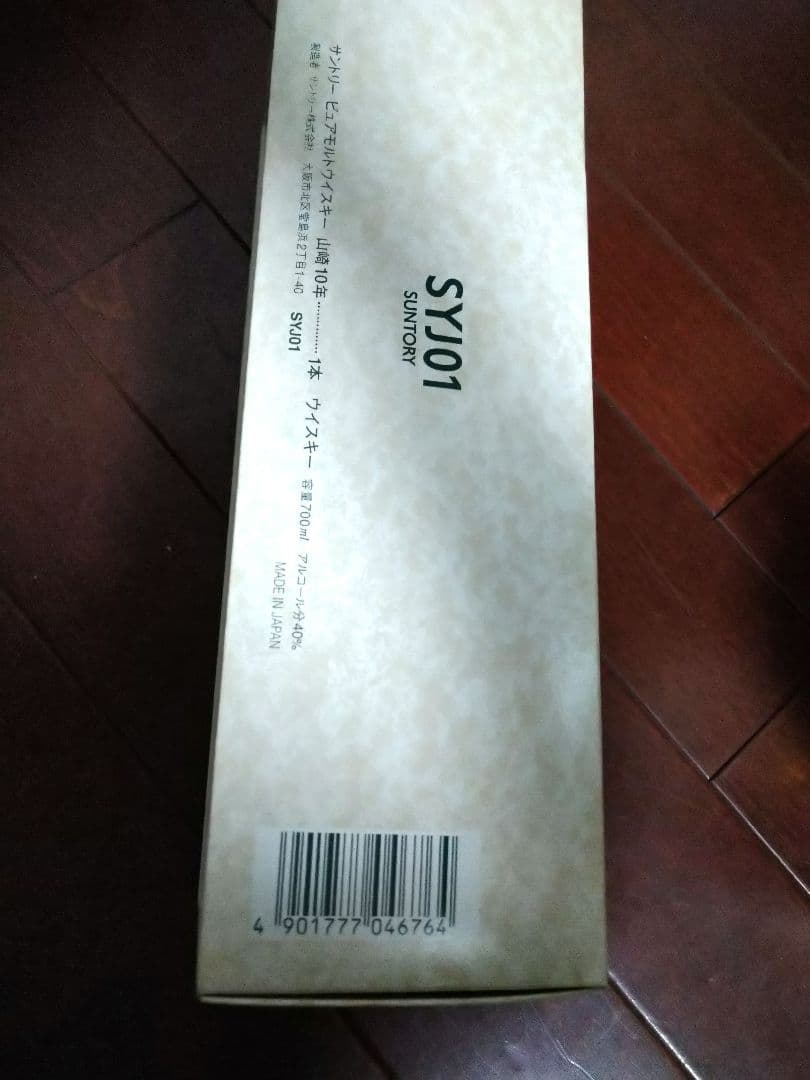 SYJ01
SUNTORY
サントリー ピュアモルトウイスキー 山崎10年..............1本 ウイスキー 容量700ml アルコール分40%
製造者 サントリー株式会社 大阪市北区堂島浜2丁目1-40 SYJ01 MADE IN JAPAN
4 901777 046764